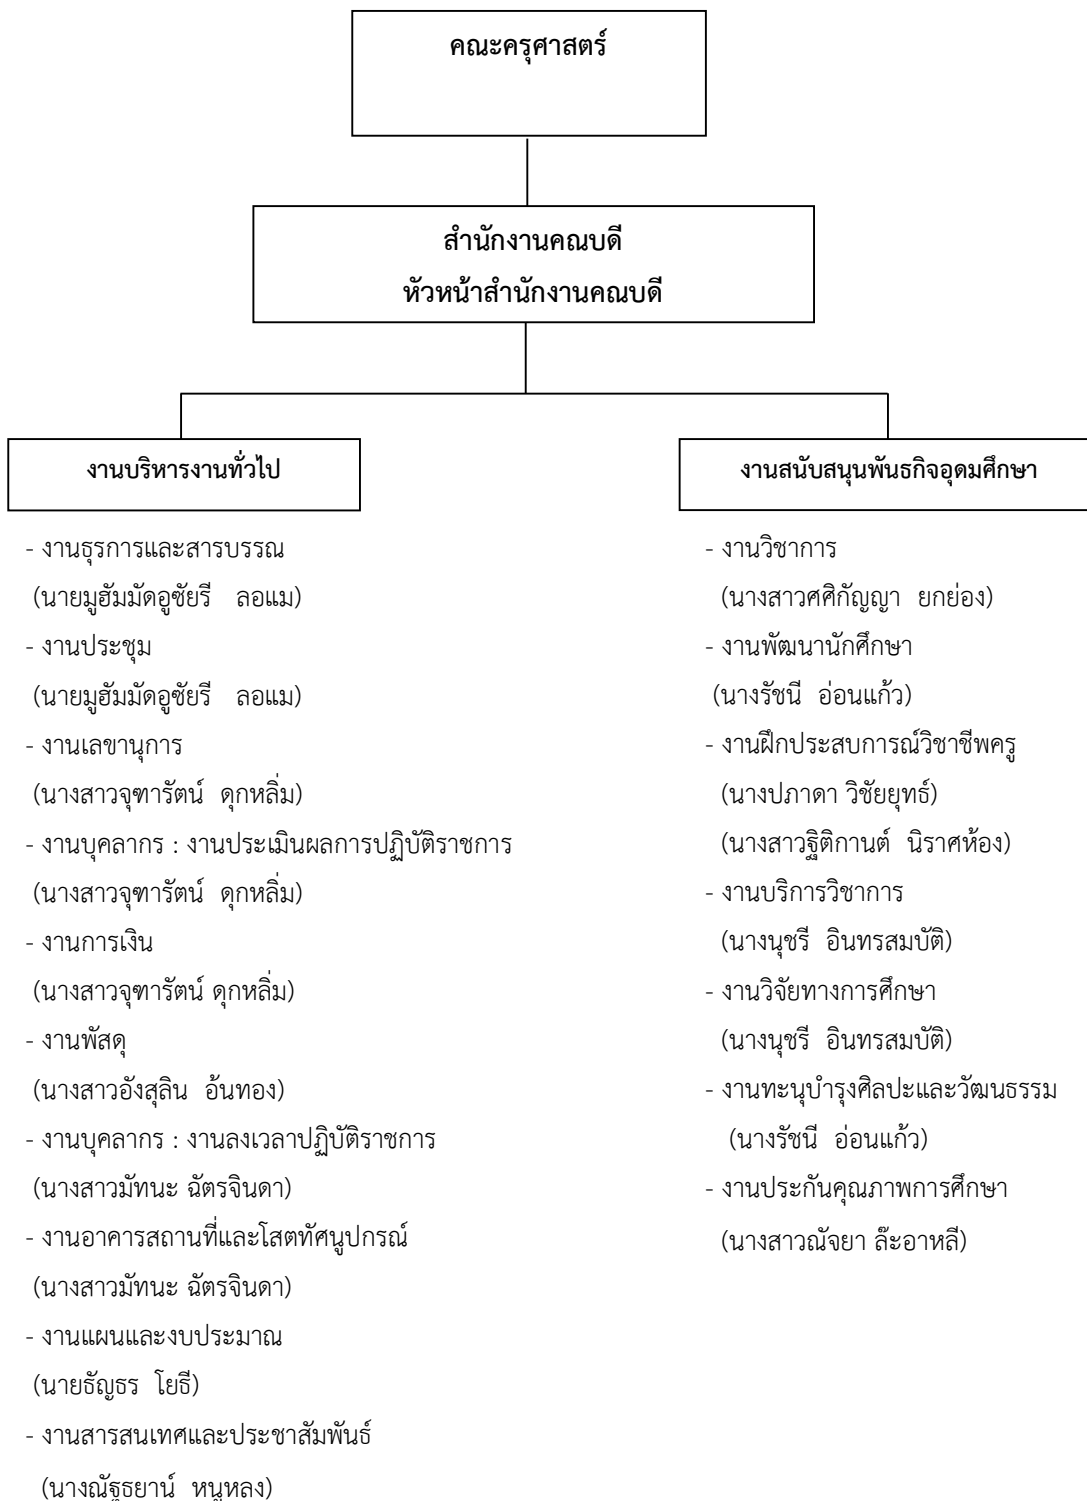 คณะครุศาสตร์
สำนักงานคณบดี
หัวหน้าสำนักงานคณบดี
งานบริหารงานทั่วไป
- งานธุรการและสารบรรณ
(นายมูฮัมมัดอูซัยรี ลอแม)
- งานประชุม
(นายมูฮัมมัดอูซัยรี ลอแม)
- งานเลขานุการ
(นางสาวจุฑารัตน์ ดุกหลิ่ม)
- งานบุคลากร : งานประเมินผลการปฏิบัติราชการ
(นางสาวจุฑารัตน์ ดุกหลิ่ม)
- งานการเงิน
(นางสาวจุฑารัตน์ ดุกหลิ่ม)
- งานพัสดุ
(นางสาวอังสุลิน อ้นทอง)
- งานบุคลากร : งานลงเวลาปฏิบัติราชการ
(นางสาวมัทนะ ฉัตรจินดา)
- งานอาคารสถานที่และโสตทัศนูปกรณ์
(นางสาวมัทนะ ฉัตรจินดา)
- งานแผนและงบประมาณ
(นายธัญธร โยธี)
- งานสารสนเทศและประชาสัมพันธ์
(นางณัฐธยาน์ หนูหลง)
งานสนับสนุนพันธกิจอุดมศึกษา
- งานวิชาการ
(นางสาวศศิกัญญา ยกย่อง)
- งานพัฒนานักศึกษา
(นางรัชนี อ่อนแก้ว)
- งานฝึกประสบการณ์วิชาชีพครู
(นางปภาดา วิชัยยุทธ์)
(นางสาวฐิติกานต์ นิราศห้อง)
- งานบริการวิชาการ
(นางนุชรี อินทรสมบัติ)
- งานวิจัยทางการศึกษา
(นางนุชรี อินทรสมบัติ)
- งานทะนุบำรุงศิลปะและวัฒนธรรม
(นางรัชนี อ่อนแก้ว)
- งานประกันคุณภาพการศึกษา
(นางสาวณัจยา ล๊ะอาหลี)